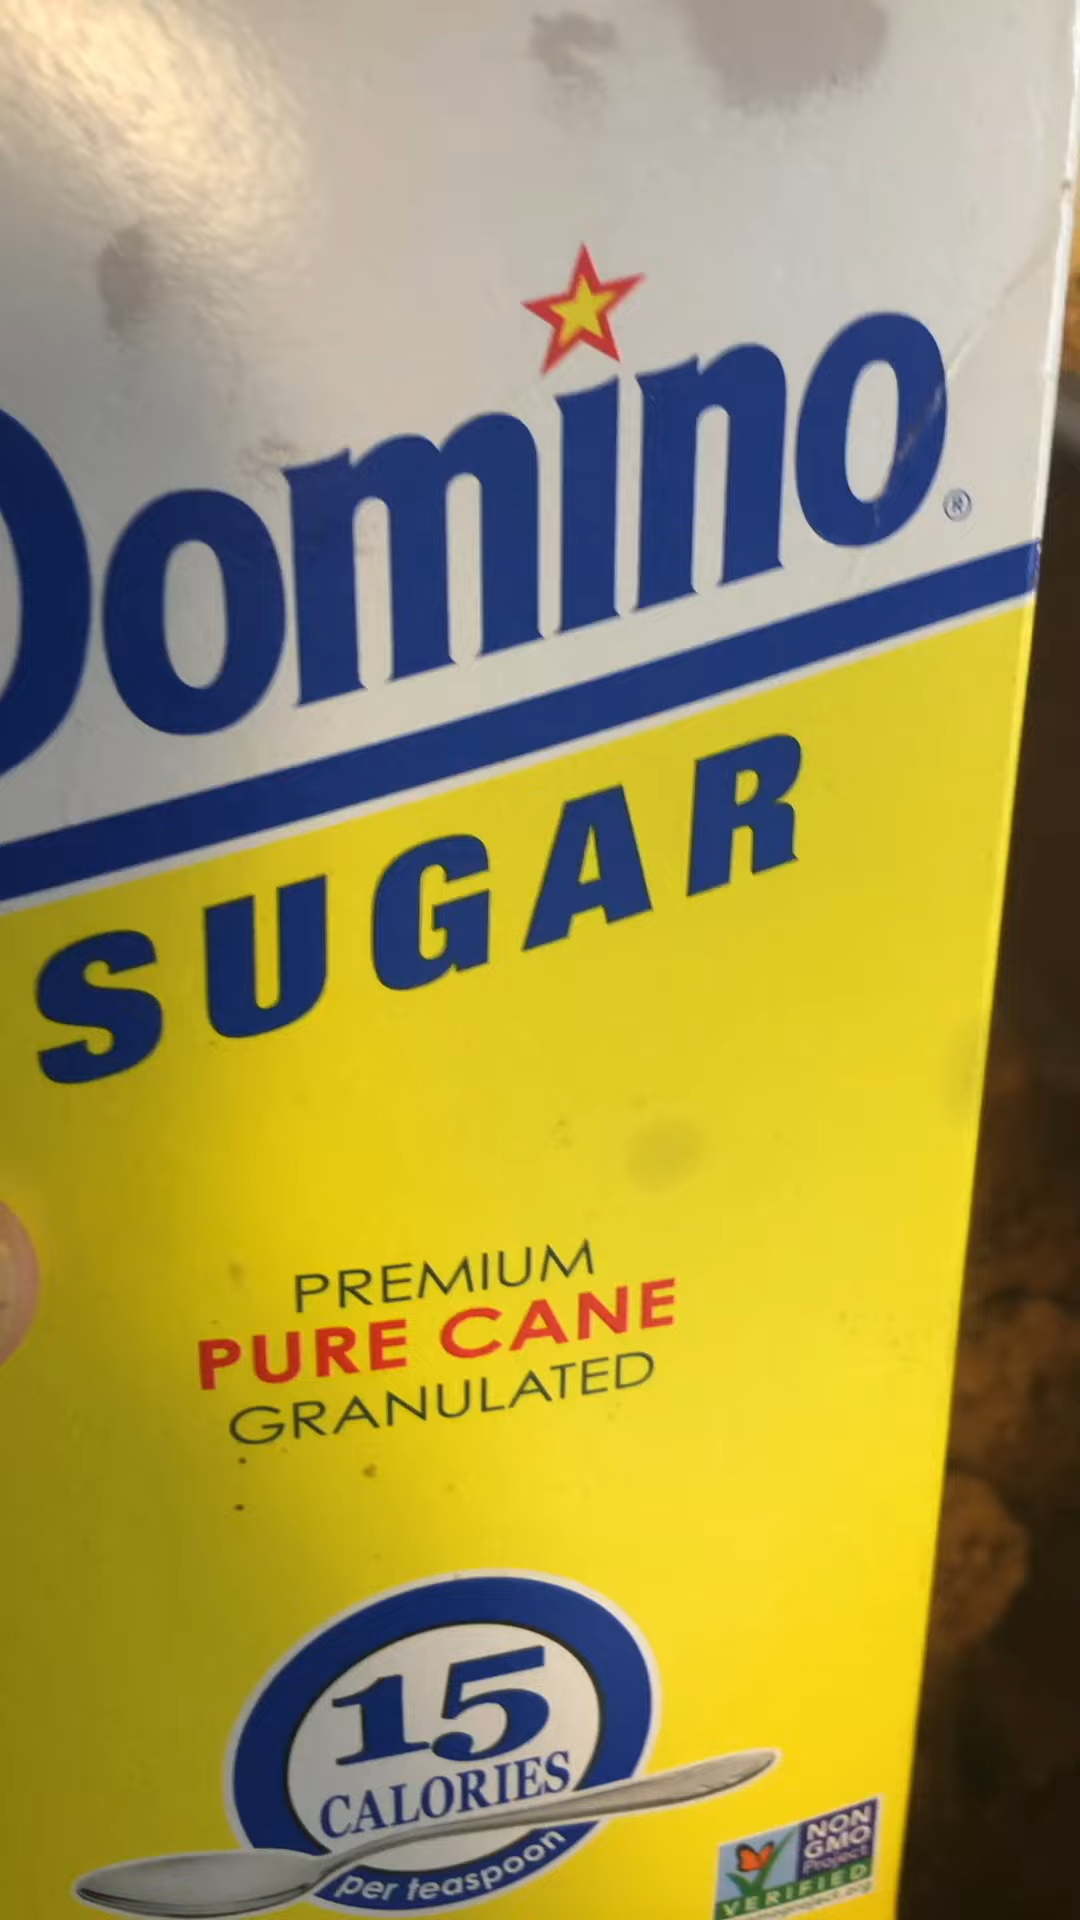 Domino®
SUGAR
PREMIUM
PURE CANE
GRANULATED
15
CALORIES
per teaspoon
NON
GMO
Project
VERIFIED